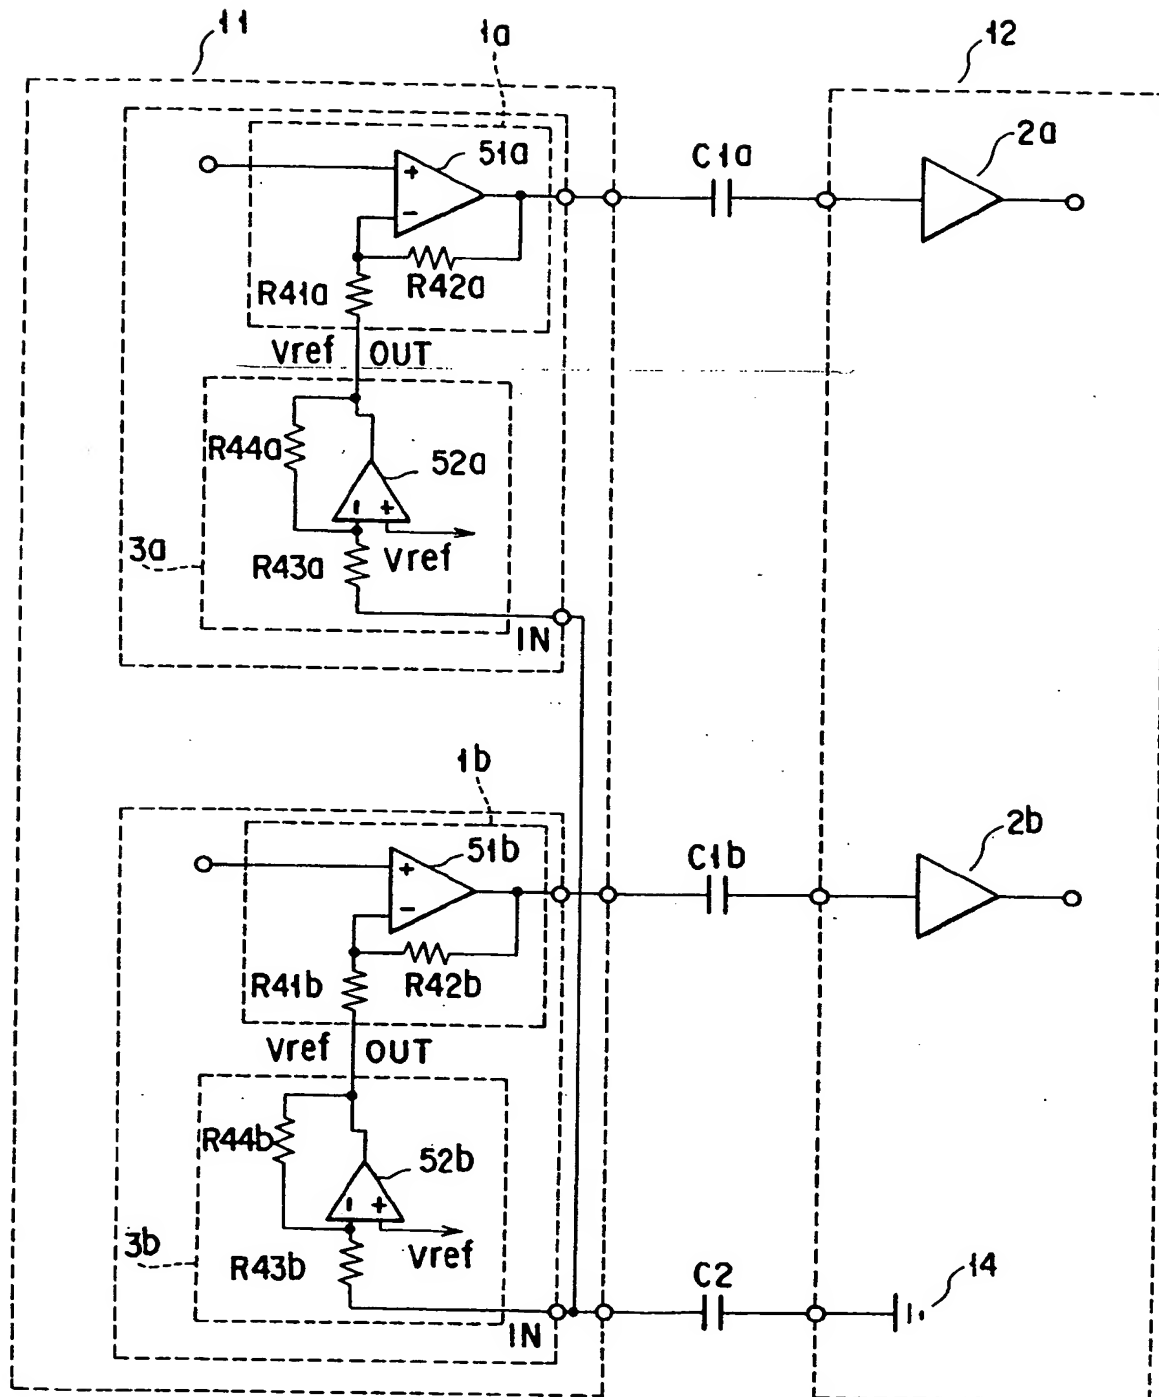 11
1a
12
51a
C1a
2a
+
−
R41a
R42a
Vref OUT
R44a
52a
− +
3a
R43a
Vref
IN
1b
51b
C1b
2b
+
−
R41b
R42b
Vref OUT
R44b
52b
− +
3b
R43b
Vref
C2
14
IN